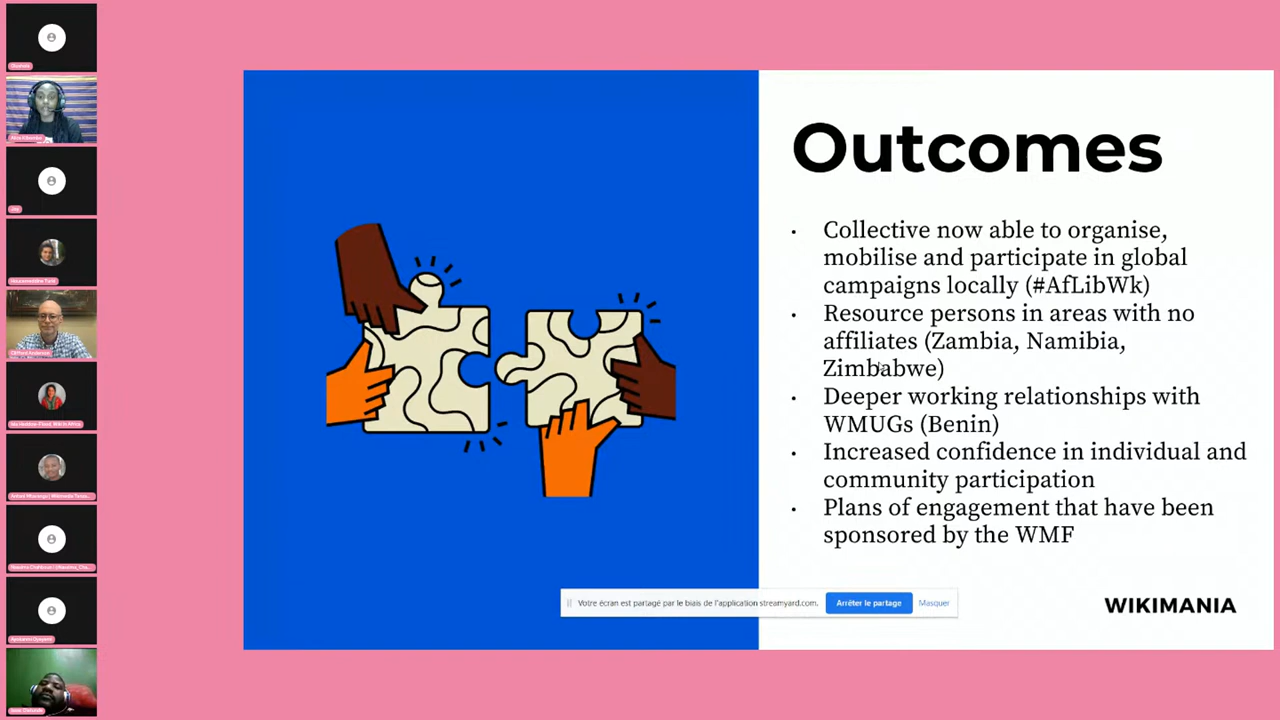 Outcomes
• Collective now able to organise,
mobilise and participate in global
campaigns locally (#AfLibWk)
• Resource persons in areas with no
affiliates (Zambia, Namibia,
Zimbabwe)
• Deeper working relationships with
WMUGs (Benin)
• Increased confidence in individual and
community participation
• Plans of engagement that have been
sponsored by the WMF
Votre écran est partagé par le biais de l'application streamyard.com. Arrêter le partage Masquer
WIKIMANIA
Clifford Anderson